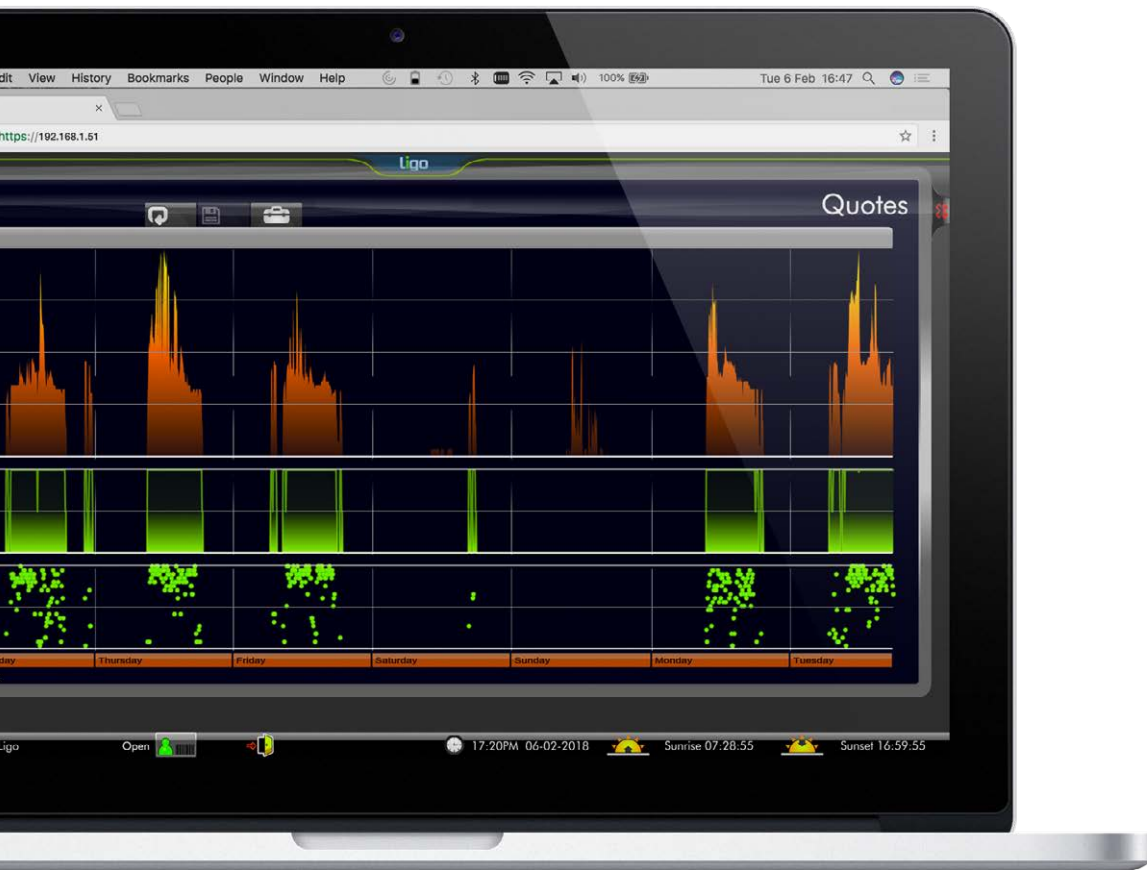 dit View History Bookmarks People Window Help 100% Tue 6 Feb 16:47
https://192.168.1.51
Ligo
Quotes
day Thursday Friday Saturday Sunday Monday Tuesday
Ligo Open 17:20PM 06-02-2018 Sunrise 07.28:55 Sunset 16:59:55